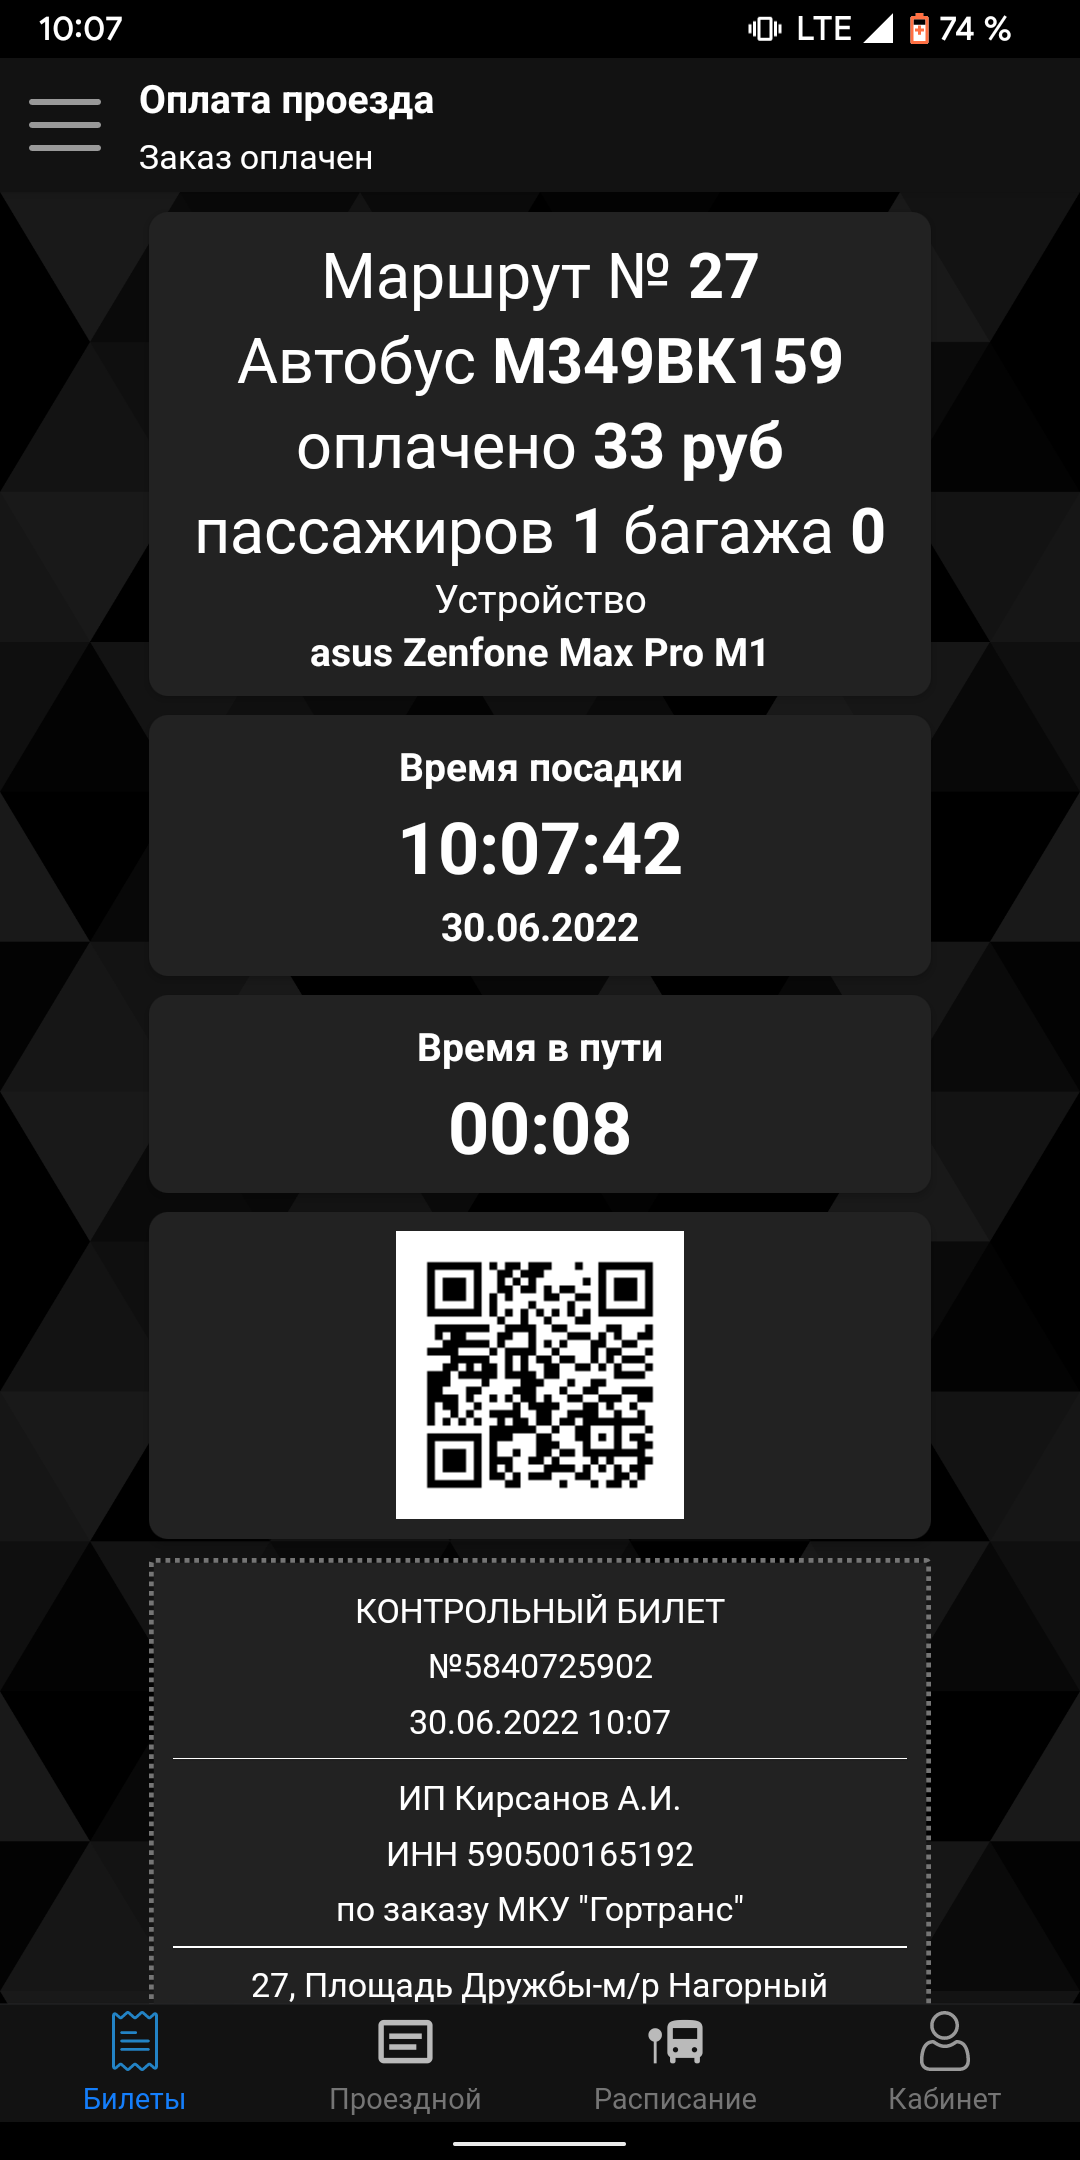 10:07 LTE 74 %
Оплата проезда
Заказ оплачен
Маршрут № 27
Автобус М349ВК159
оплачено 33 руб
пассажиров 1 багажа 0
Устройство
asus Zenfone Max Pro M1
Время посадки
10:07:42
30.06.2022
Время в пути
00:08
КОНТРОЛЬНЫЙ БИЛЕТ
№5840725902
30.06.2022 10:07
ИП Кирсанов А.И.
ИНН 590500165192
по заказу МКУ "Гортранс"
27, Площадь Дружбы-м/р Нагорный
Билеты Проездной Расписание Кабинет